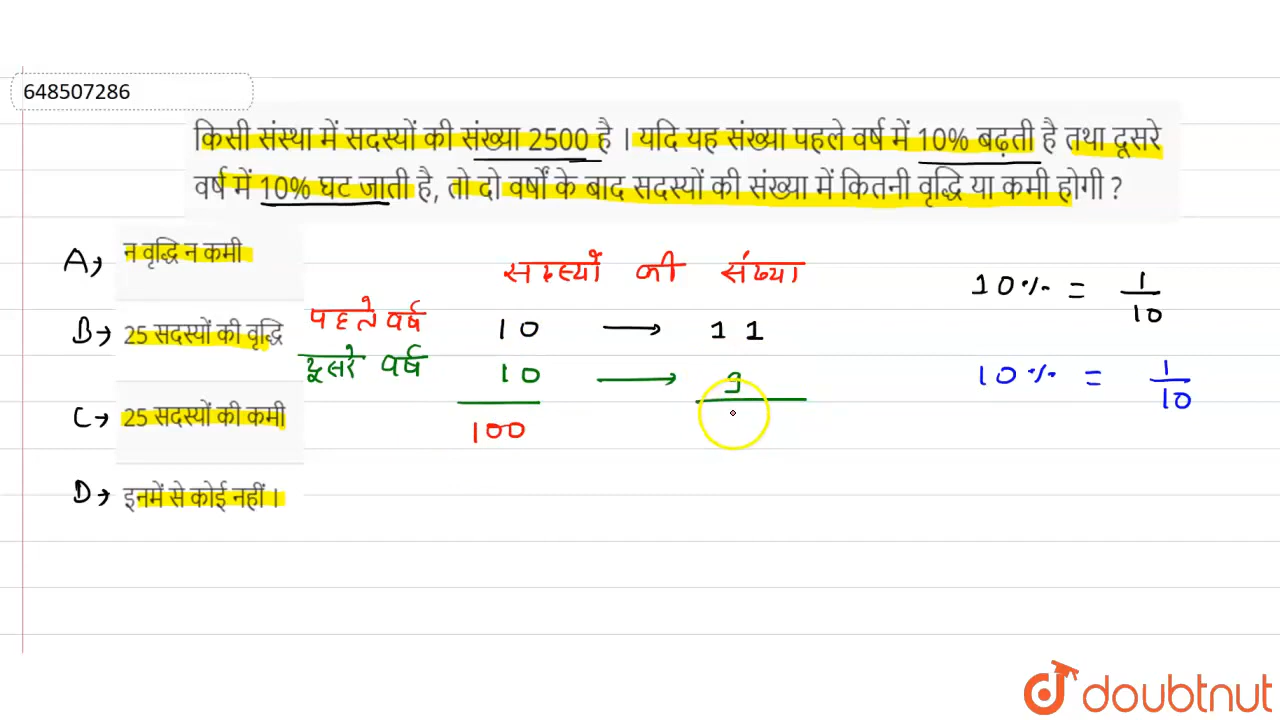 648507286
किसी संस्था में सदस्यों की संख्या 2500 है । यदि यह संख्या पहले वर्ष में 10% बढ़ती है तथा दूसरे
वर्ष में 10% घट जाती है, तो दो वर्षों के बाद सदस्यों की संख्या में कितनी वृद्धि या कमी होगी ?
A, न वृद्धि न कमी
सदस्यों की संख्या
10% = 1/10
पहले वर्ष 10 → 11
B, 25 सदस्यों की वृद्धि
दूसरे वर्ष 10 → 9
10% = 1/10
C, 25 सदस्यों की कमी
100
D, इनमें से कोई नहीं ।
doubtnut